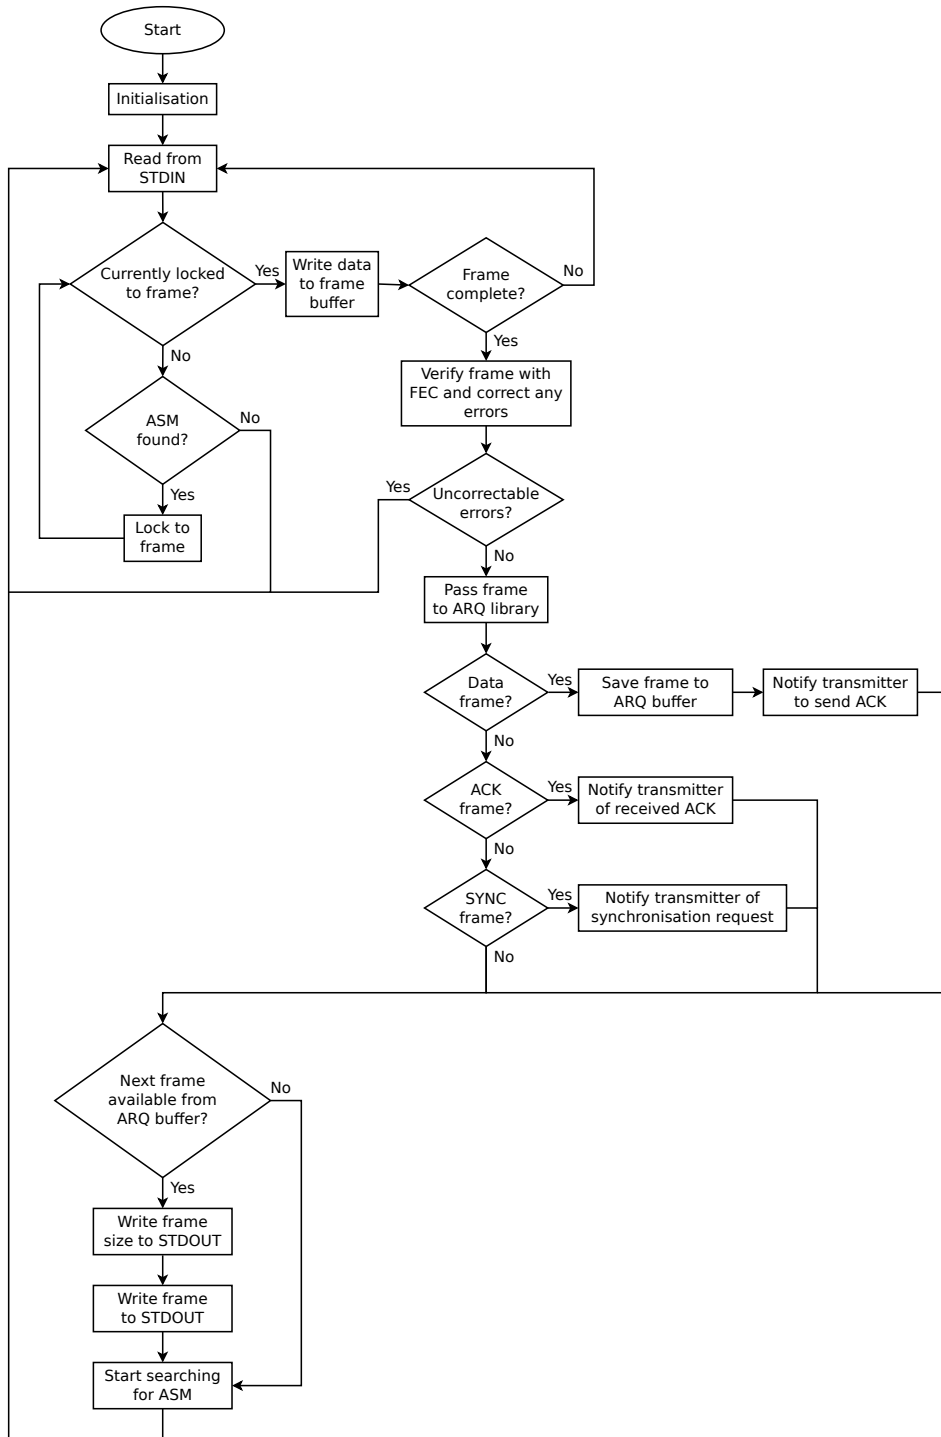 Start
Initialisation
Read from
STDIN
Currently locked
to frame?
Yes
Write data
to frame
buffer
Frame
complete?
No
Yes
No
Verify frame with
FEC and correct any
errors
ASM
found?
No
Yes
Lock to
frame
Yes
Uncorrectable
errors?
No
Pass frame
to ARQ library
Data
frame?
Yes
Save frame to
ARQ buffer
Notify transmitter
to send ACK
No
ACK
frame?
Yes
Notify transmitter
of received ACK
No
SYNC
frame?
Yes
Notify transmitter of
synchronisation request
No
Next frame
available from
ARQ buffer?
No
Yes
Write frame
size to STDOUT
Write frame
to STDOUT
Start searching
for ASM